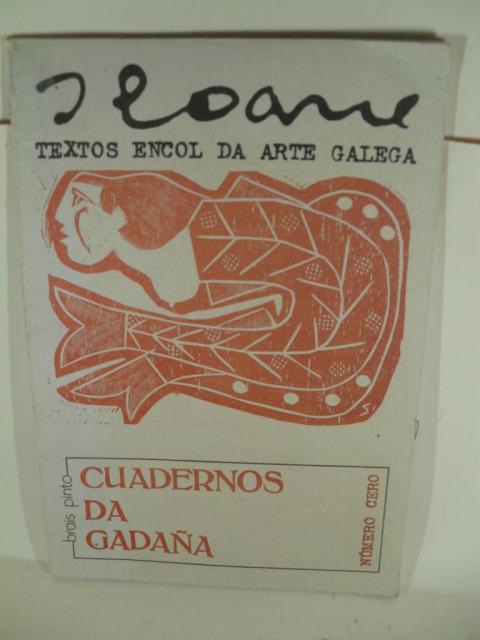 Seoane
TEXTOS ENCOL DA ARTE GALEGA
S.
brais pinto
CUADERNOS
DA
GADAÑA
NÚMERO CERO